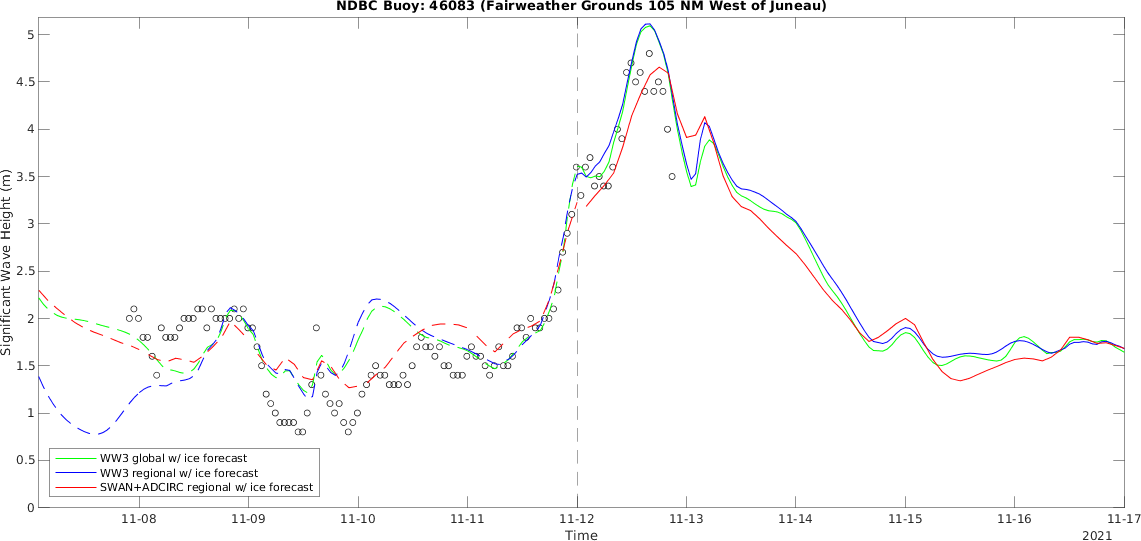 NDBC Buoy: 46083 (Fairweather Grounds 105 NM West of Juneau)
5
4.5
4
3.5
3
2.5
2
1.5
1
0.5
0
Significant Wave Height (m)
WW3 global w/ ice forecast
WW3 regional w/ ice forecast
SWAN+ADCIRC regional w/ ice forecast
11-08 11-09 11-10 11-11 11-12 11-13 11-14 11-15 11-16 11-17
Time
2021